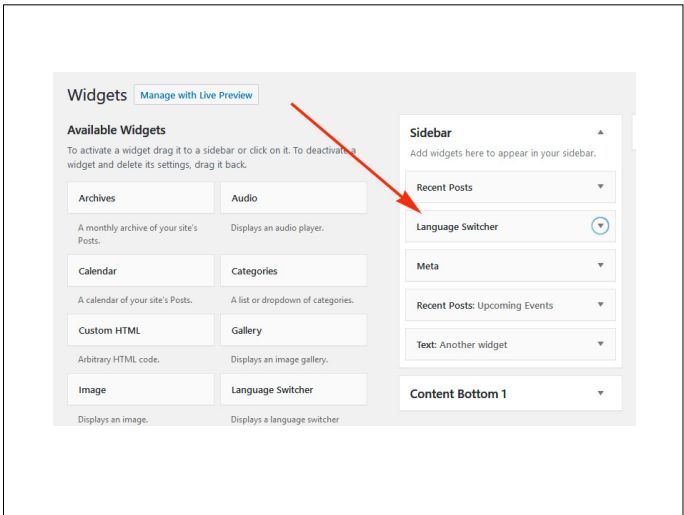 Widgets Manage with Live Preview
Available Widgets
To activate a widget drag it to a sidebar or click on it. To deactivate a
widget and delete its settings, drag it back.
Archives
Audio
A monthly archive of your site's
Posts.
Displays an audio player.
Calendar
Categories
A calendar of your site's Posts.
A list or dropdown of categories.
Custom HTML
Gallery
Arbitrary HTML code.
Displays an image gallery.
Image
Language Switcher
Displays an image.
Displays a language switcher
Sidebar
Add widgets here to appear in your sidebar.
Recent Posts
Language Switcher
Meta
Recent Posts: Upcoming Events
Text: Another widget
Content Bottom 1